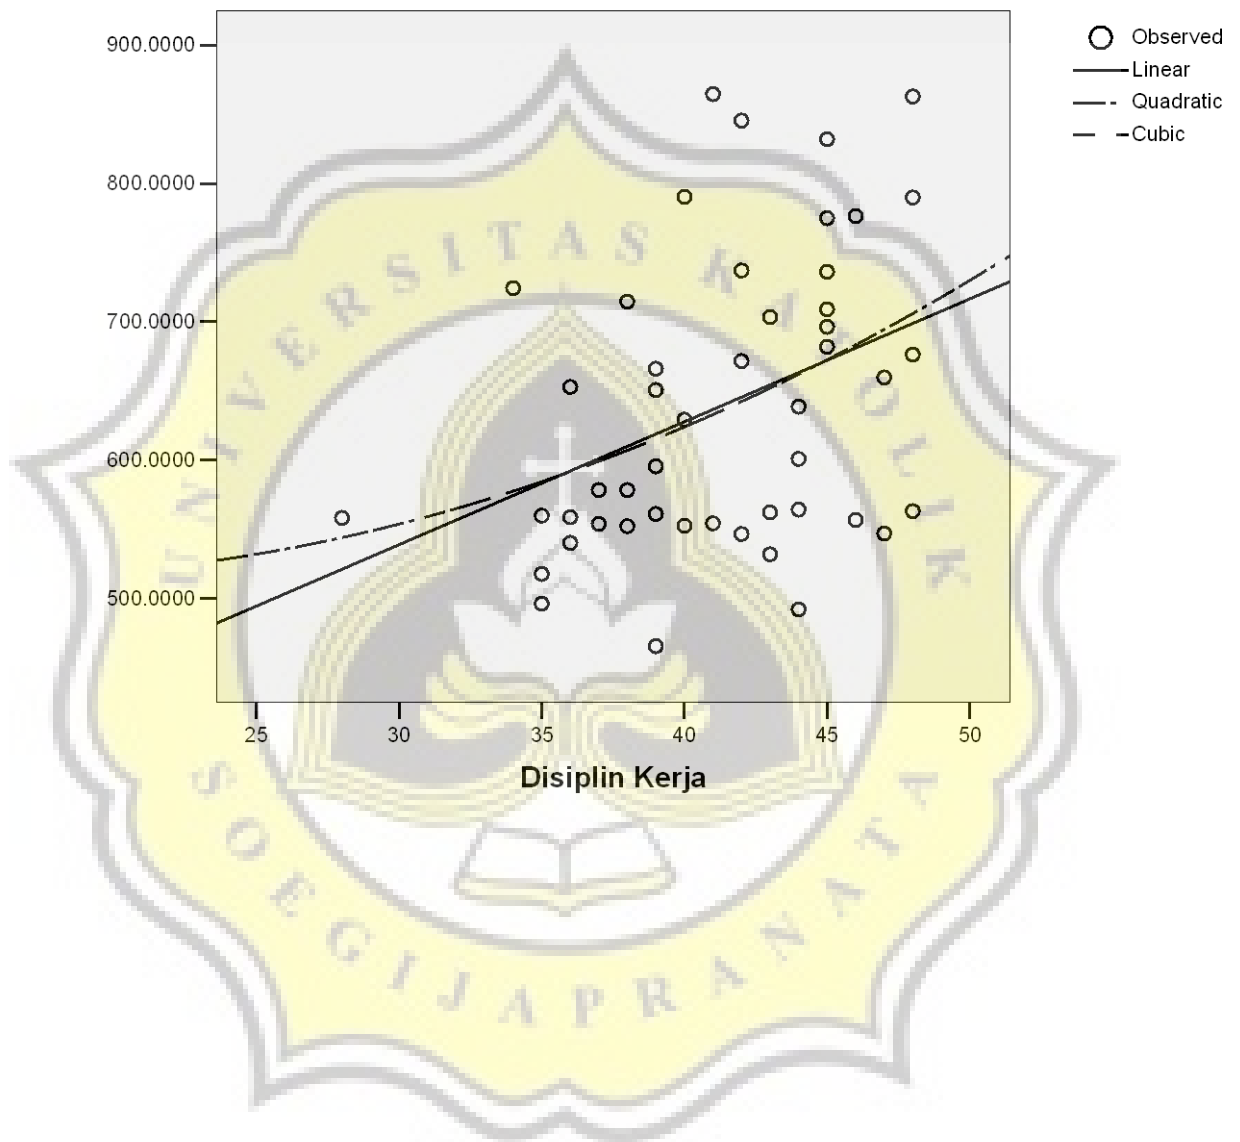 900.0000
800.0000
700.0000
600.0000
500.0000
25 30 35 40 45 50
Disiplin Kerja
Observed
Linear
Quadratic
Cubic
UNIVERSITAS KATOLIK
SOEGIJAPRANATA